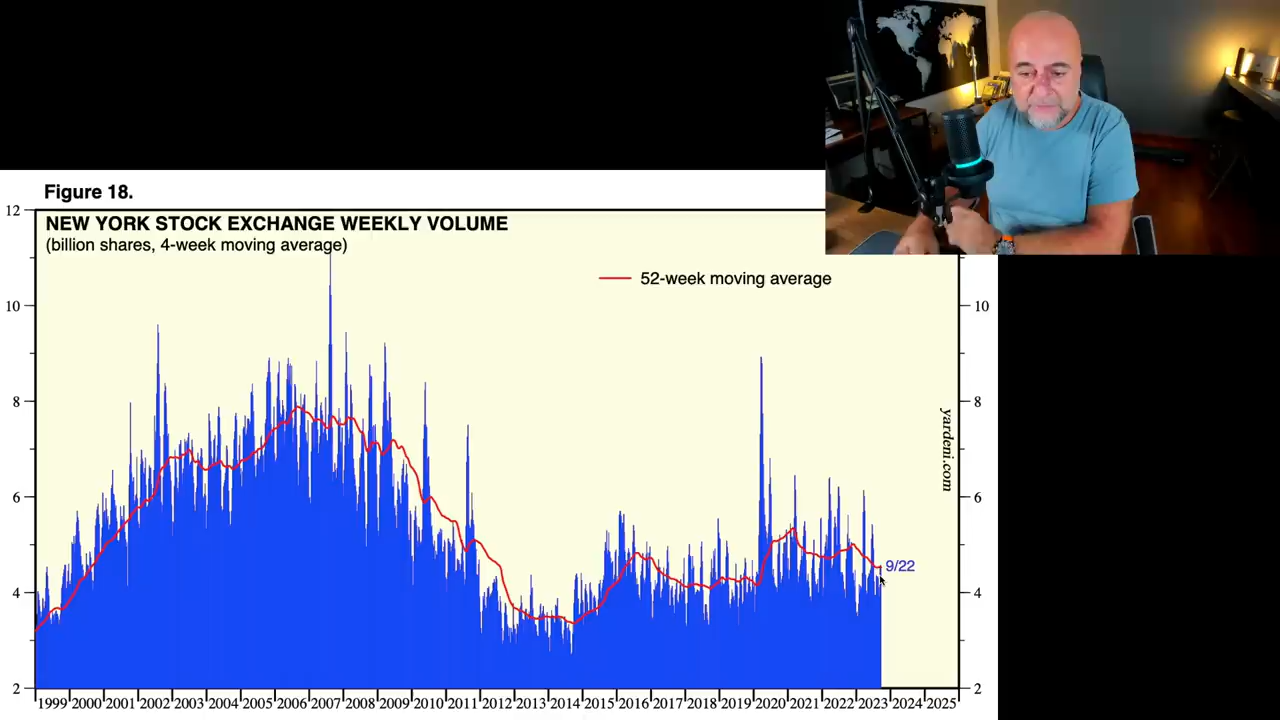 Figure 18.
12
NEW YORK STOCK EXCHANGE WEEKLY VOLUME
(billion shares, 4-week moving average)
52-week moving average
10
10
8
8
yardeni.com
6
6
9/22
4
4
2
2
1999 2000 2001 2002 2003 2004 2005 2006 2007 2008 2009 2010 2011 2012 2013 2014 2015 2016 2017 2018 2019 2020 2021 2022 2023 2024 2025